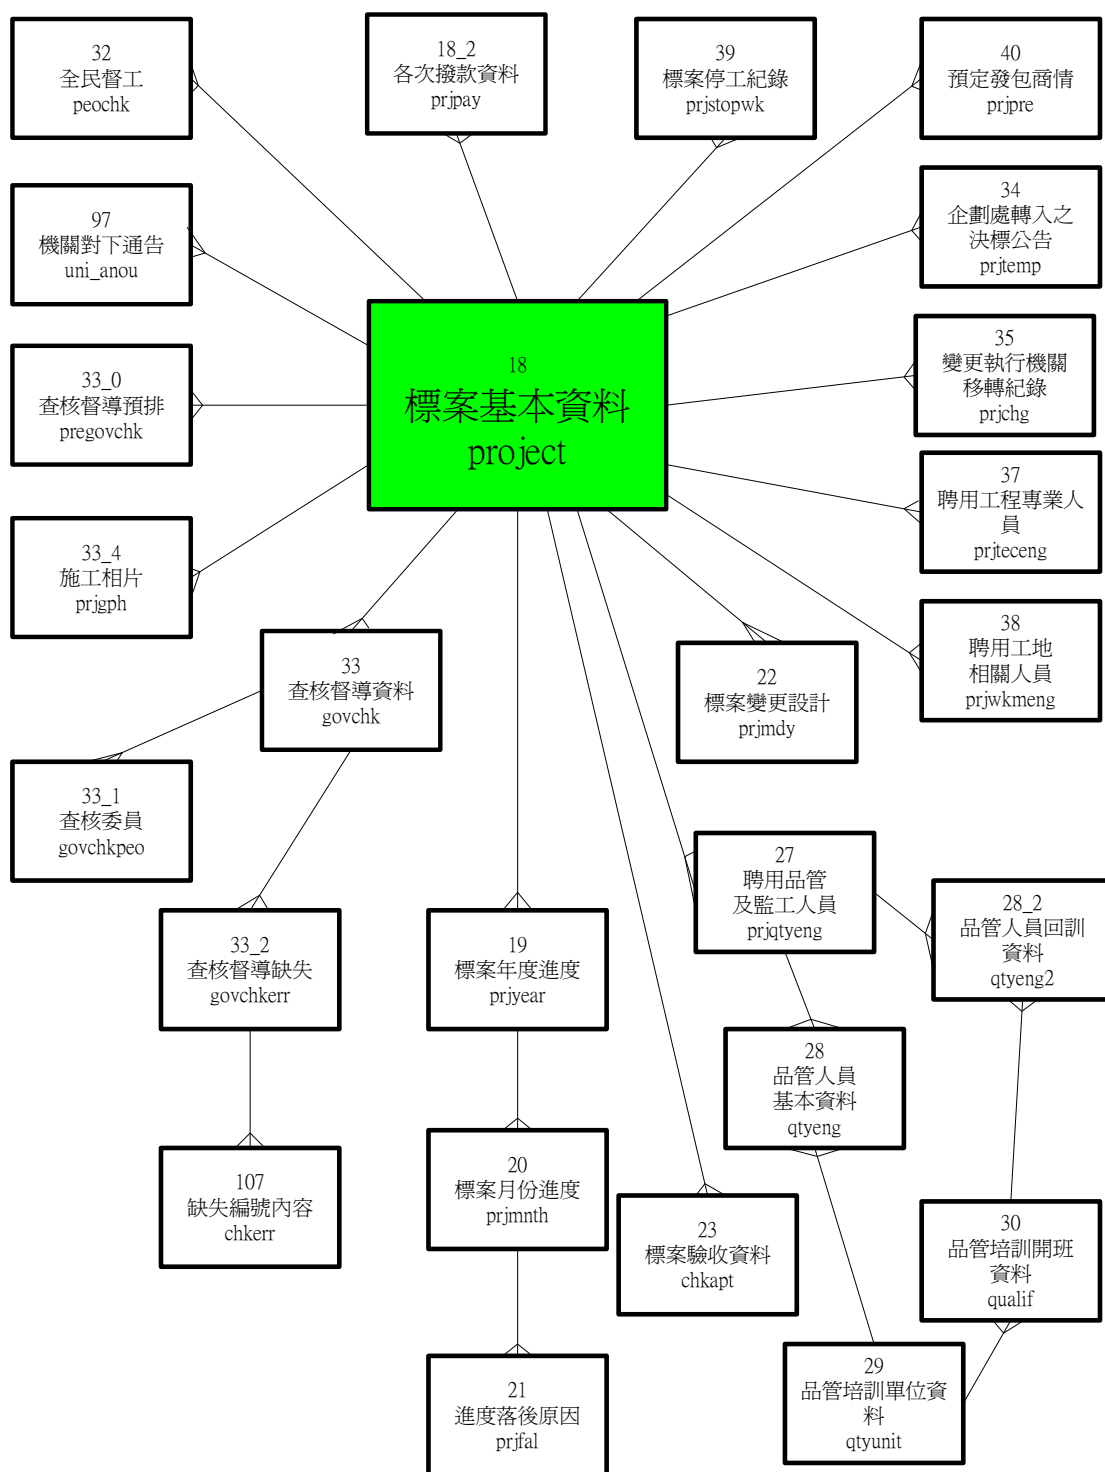 32
全民督工
peochk
18_2
各次撥款資料
prjpay
39
標案停工紀錄
prjstopwk
40
預定發包商情
prjpre
97
機關對下通告
uni_anou
34
企劃處轉入之
決標公告
prjtemp
33_0
查核督導預排
pregovchk
18
標案基本資料
project
35
變更執行機關
移轉紀錄
prjchg
37
聘用工程專業人
員
prjteceng
33_4
施工相片
prjgph
38
聘用工地
相關人員
prjwkmeng
33
查核督導資料
govchk
22
標案變更設計
prjmdy
33_1
查核委員
govchkpeo
27
聘用品管
及監工人員
prjqtyeng
28_2
品管人員回訓
資料
qtyeng2
33_2
查核督導缺失
govchkerr
19
標案年度進度
prjyear
28
品管人員
基本資料
qtyeng
107
缺失編號內容
chkerr
20
標案月份進度
prjmnth
23
標案驗收資料
chkapt
30
品管培訓開班
資料
qualif
21
進度落後原因
prjfal
29
品管培訓單位資
料
qtyunit